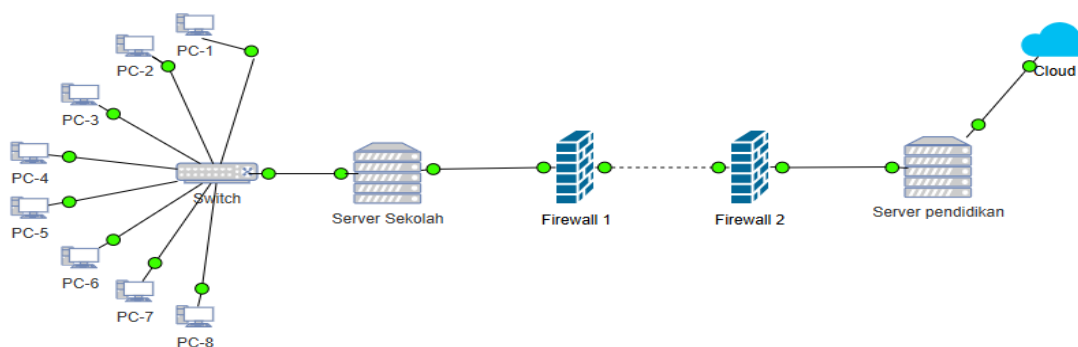 PC-1
PC-2
PC-3
PC-4
PC-5
PC-6
PC-7
PC-8
Switch
Server Sekolah
Firewall 1
Firewall 2
Server pendidikan
Cloud